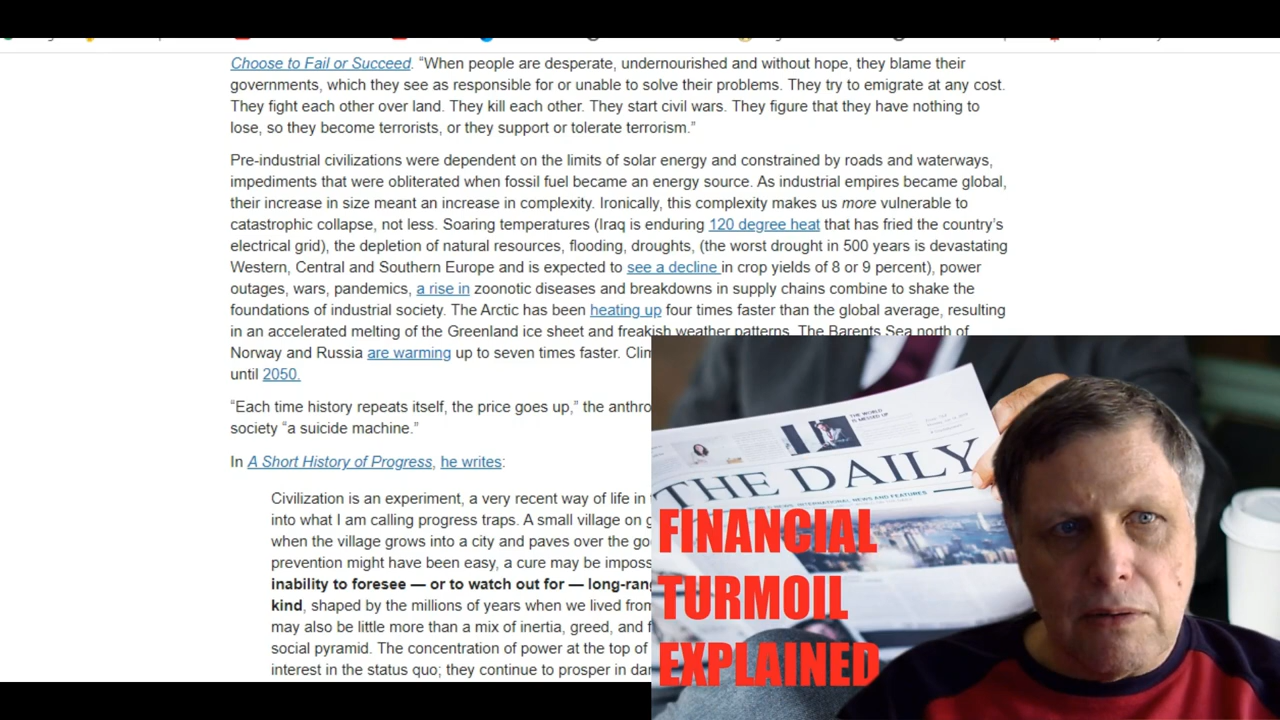 Choose to Fail or Succeed. “When people are desperate, undernourished and without hope, they blame their
governments, which they see as responsible for or unable to solve their problems. They try to emigrate at any cost.
They fight each other over land. They kill each other. They start civil wars. They figure that they have nothing to
lose, so they become terrorists, or they support or tolerate terrorism.”
Pre-industrial civilizations were dependent on the limits of solar energy and constrained by roads and waterways,
impediments that were obliterated when fossil fuel became an energy source. As industrial empires became global,
their increase in size meant an increase in complexity. Ironically, this complexity makes us more vulnerable to
catastrophic collapse, not less. Soaring temperatures (Iraq is enduring 120 degree heat that has fried the country’s
electrical grid), the depletion of natural resources, flooding, droughts, (the worst drought in 500 years is devastating
Western, Central and Southern Europe and is expected to see a decline in crop yields of 8 or 9 percent), power
outages, wars, pandemics, a rise in zoonotic diseases and breakdowns in supply chains combine to shake the
foundations of industrial society. The Arctic has been heating up four times faster than the global average, resulting
in an accelerated melting of the Greenland ice sheet and freakish weather patterns. The Barents Sea north of
Norway and Russia are warming up to seven times faster. Clim
until 2050.
“Each time history repeats itself, the price goes up,” the anthro
society “a suicide machine.”
In A Short History of Progress, he writes:
Civilization is an experiment, a very recent way of life in
into what I am calling progress traps. A small village on g
when the village grows into a city and paves over the go
prevention might have been easy, a cure may be imposs
inability to foresee — or to watch out for — long-ran
kind, shaped by the millions of years when we lived from
may also be little more than a mix of inertia, greed, and f
social pyramid. The concentration of power at the top of
interest in the status quo; they continue to prosper in dar
THE WORLD
IS MESSED UP
THE DAILY
FINANCIAL
TURMOIL
EXPLAINED